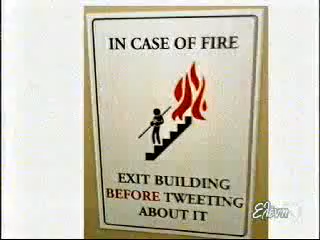 IN CASE OF FIRE
EXIT BUILDING
BEFORE TWEETING
ABOUT IT